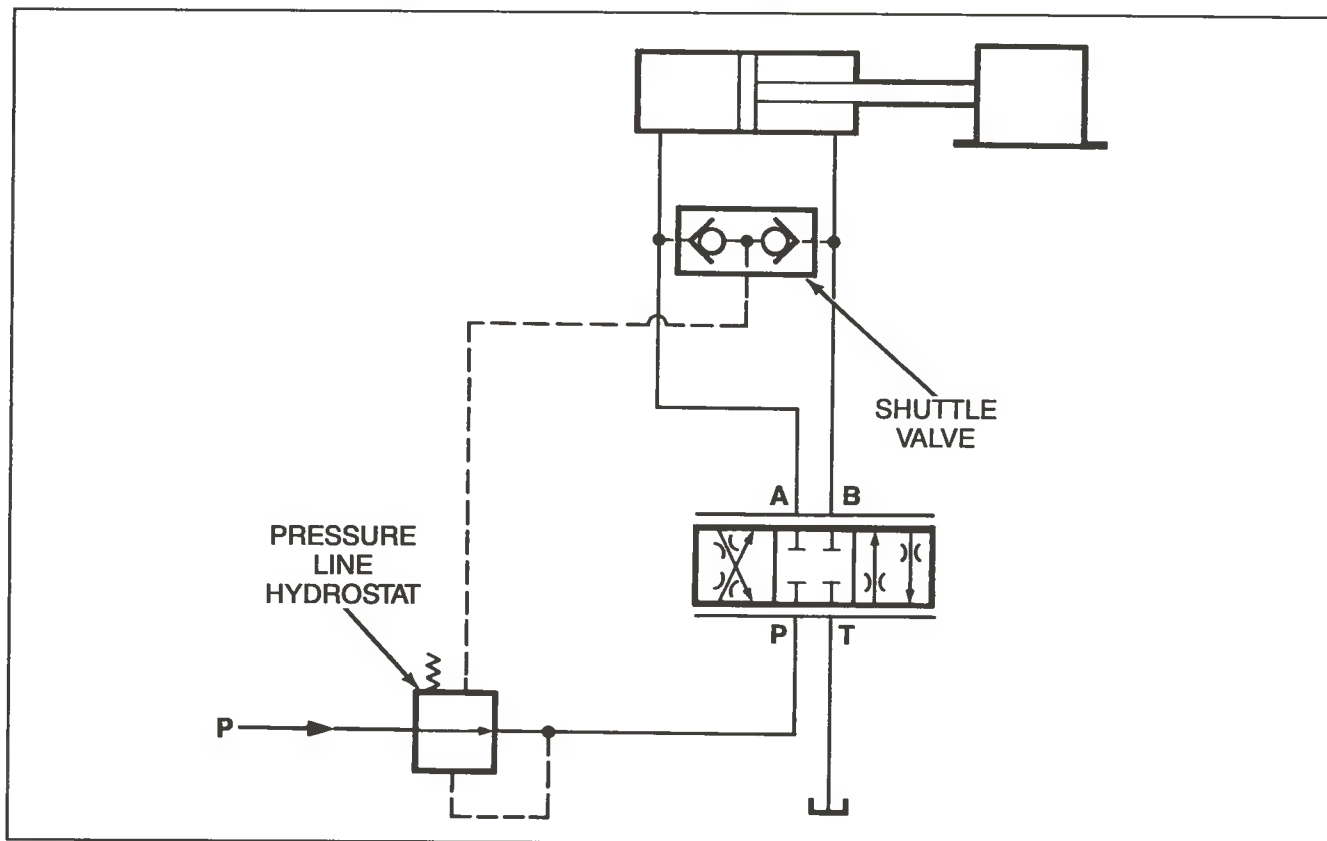 SHUTTLE
VALVE
A B
PRESSURE
LINE
HYDROSTAT
P T
P